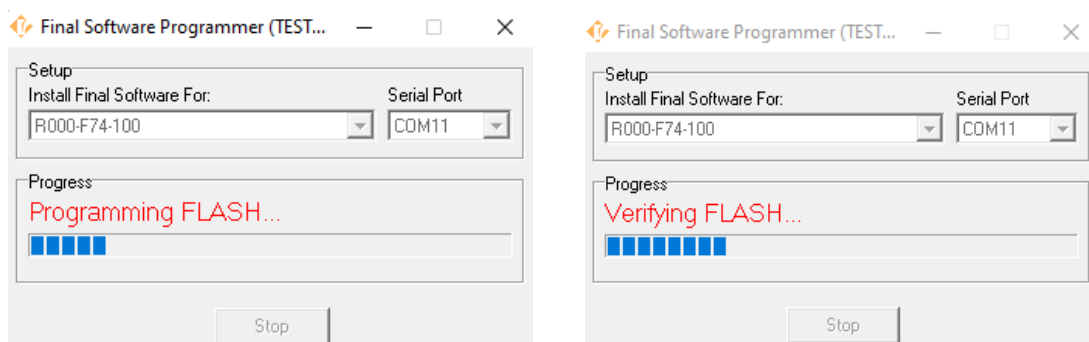 Final Software Programmer (TEST...
Setup
Install Final Software For:
Serial Port
R000-F74-100
COM11
Progress
Programming FLASH...
Stop
Final Software Programmer (TEST...
Setup
Install Final Software For:
Serial Port
R000-F74-100
COM11
Progress
Verifying FLASH...
Stop